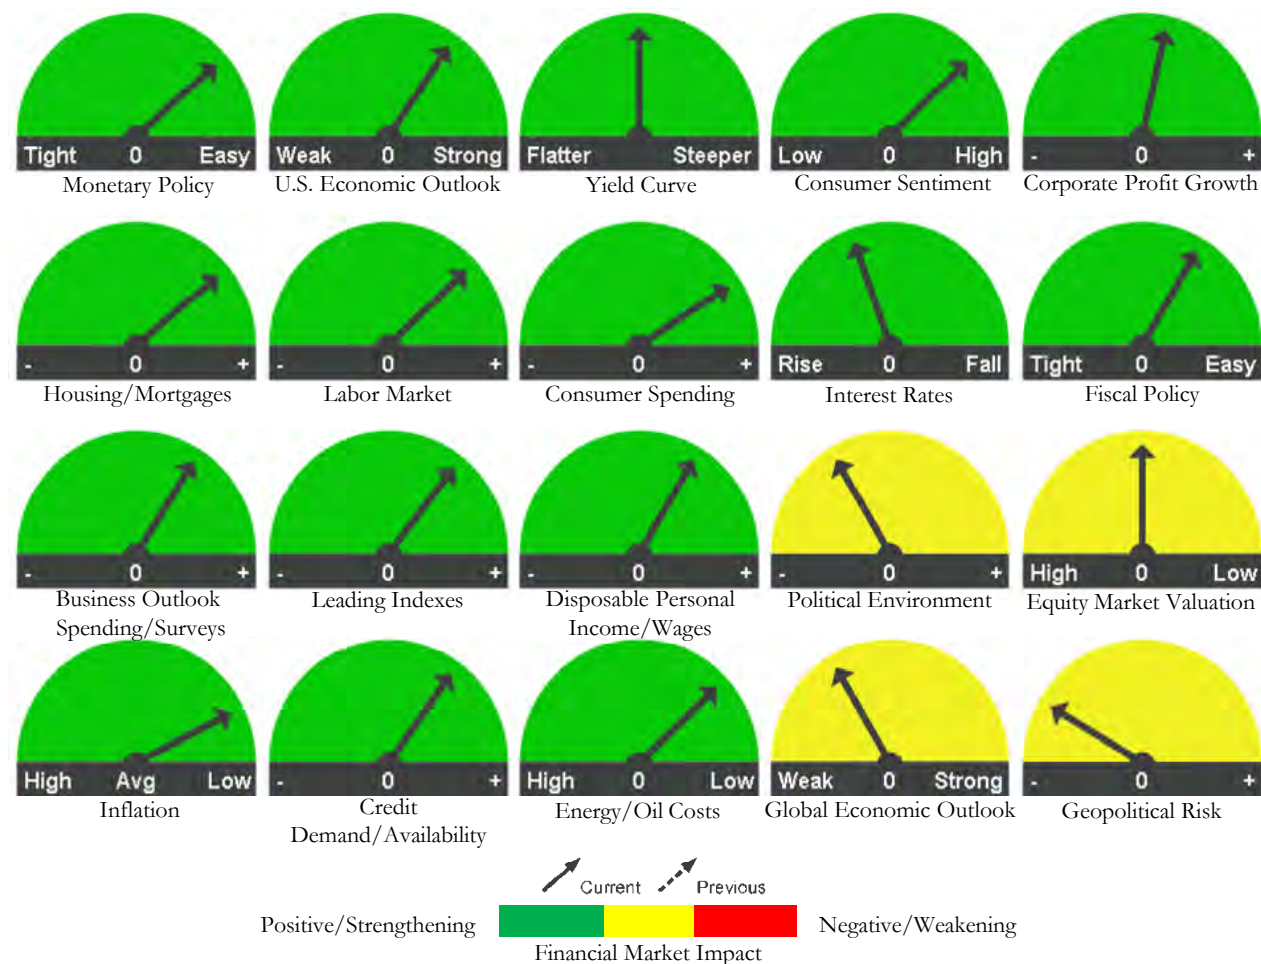 Tight 0 Easy
Monetary Policy
Weak 0 Strong
U.S. Economic Outlook
Flatter Steeper
Yield Curve
Low 0 High
Consumer Sentiment
- 0 +
Corporate Profit Growth
- 0 +
Housing/Mortgages
- 0 +
Labor Market
- 0 +
Consumer Spending
Rise 0 Fall
Interest Rates
Tight 0 Easy
Fiscal Policy
- 0 +
Business Outlook
Spending/Surveys
- 0 +
Leading Indexes
- 0 +
Disposable Personal
Income/Wages
- 0 +
Political Environment
High 0 Low
Equity Market Valuation
High Avg Low
Inflation
- 0 +
Credit
Demand/Availability
High 0 Low
Energy/Oil Costs
Weak 0 Strong
Global Economic Outlook
- 0 +
Geopolitical Risk
Current Previous
Positive/Strengthening Negative/Weakening
Financial Market Impact